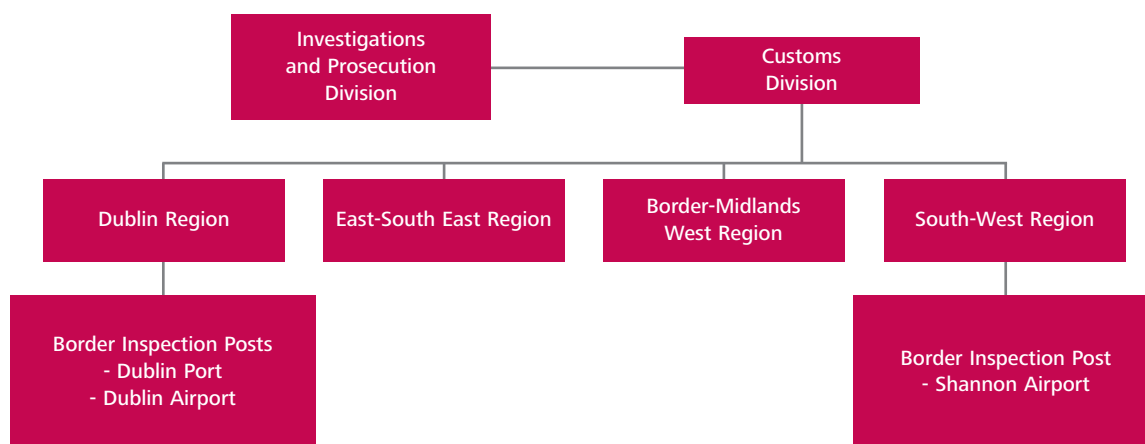 Investigations
and Prosecution
Division
Customs
Division
Dublin Region
East-South East Region
Border-Midlands
West Region
South-West Region
Border Inspection Posts
- Dublin Port
- Dublin Airport
Border Inspection Post
- Shannon Airport